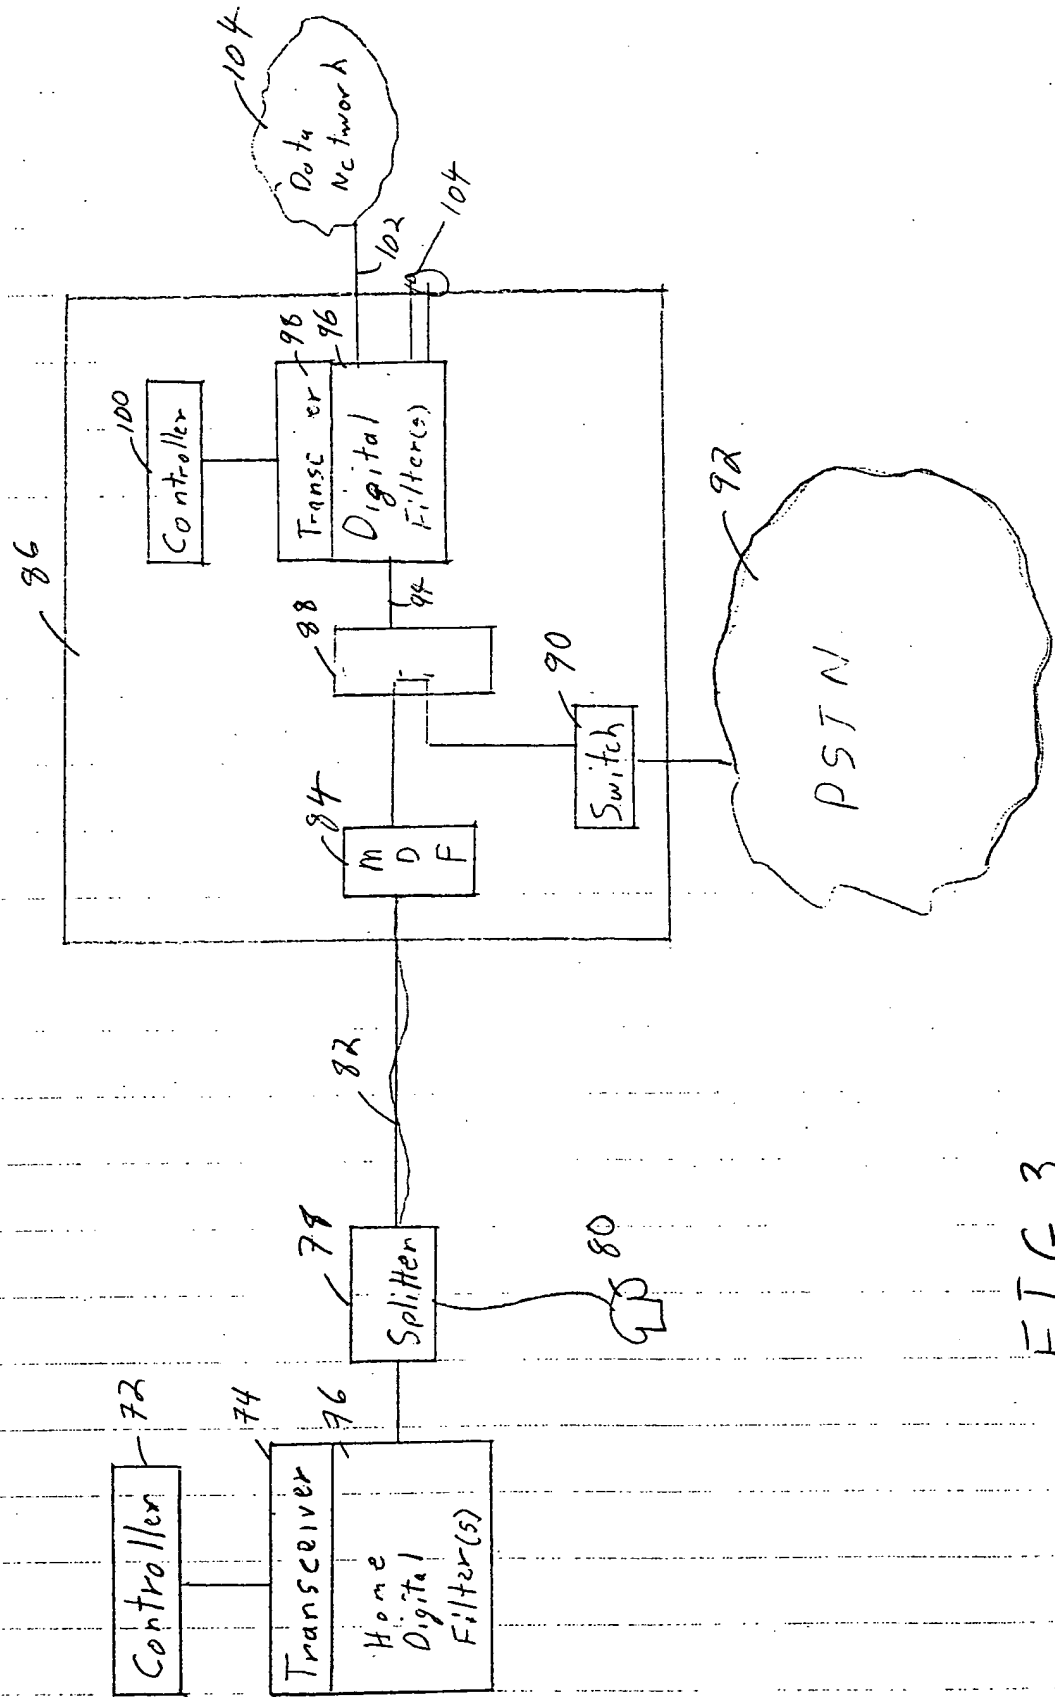 86
100
Controller
104
Data
Network
98
Transc er
96
Digital
Filter(s)
102
104
88
94
84
M
D
F
90
Switch
92
PSTN
82
78
Splitter
80
72
Controller
74
Transceiver
76
Home
Digital
Filter(s)
FIG 3